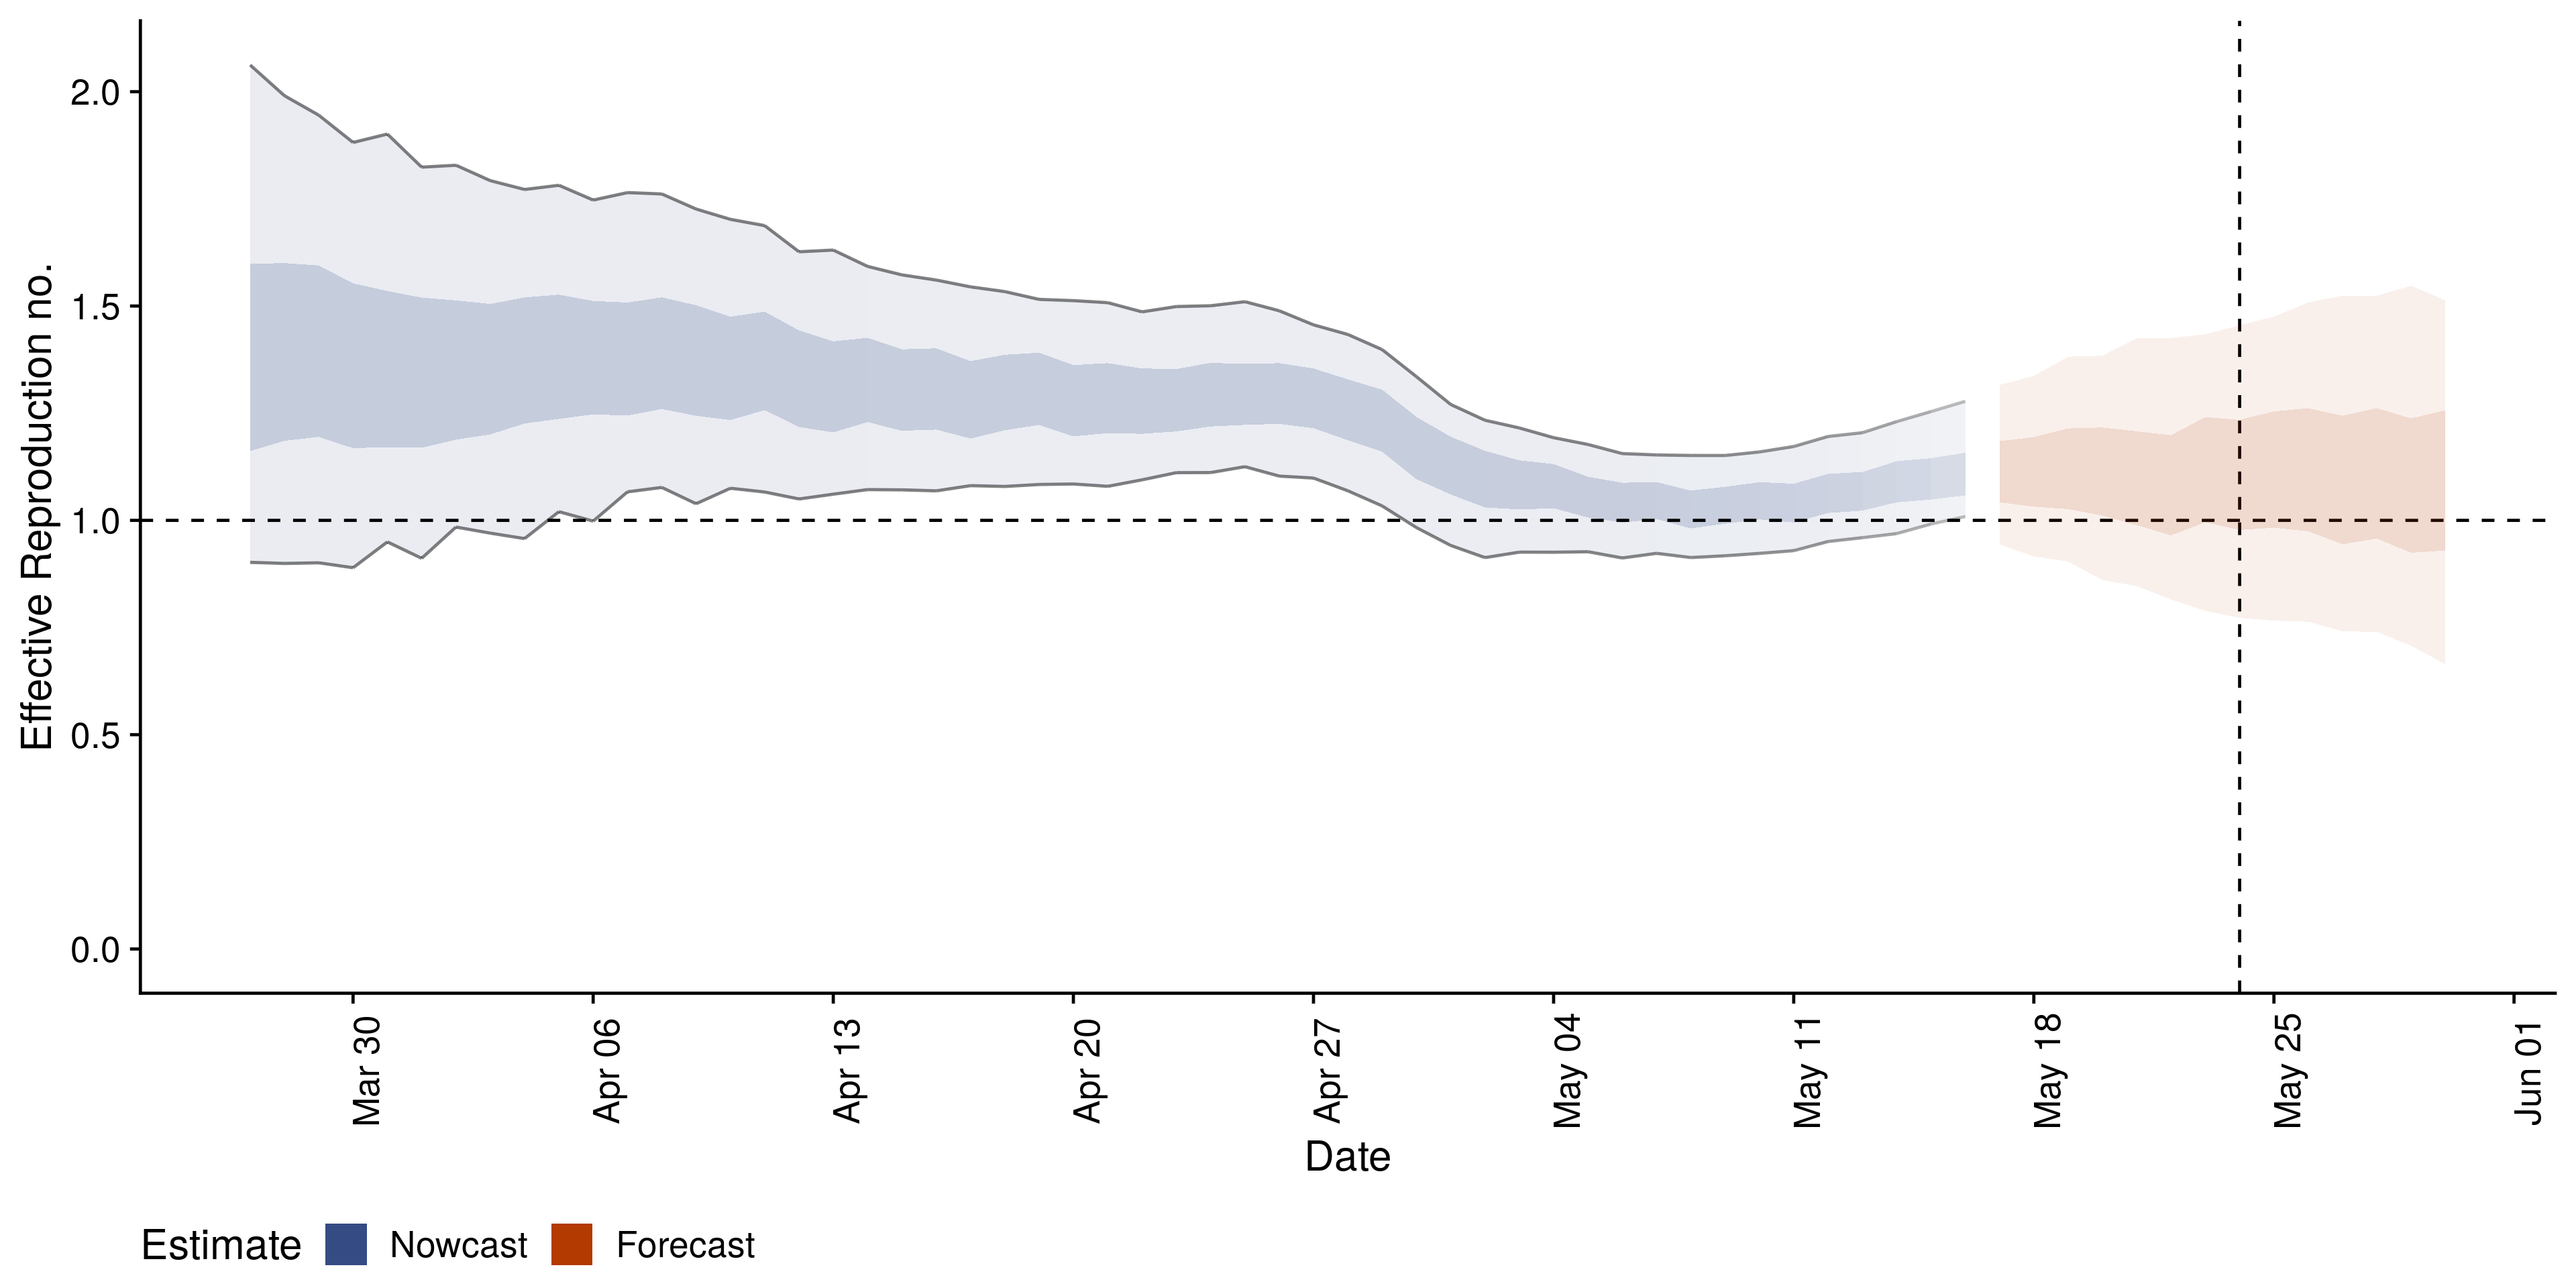 Effective Reproduction no.
2.0
1.5
1.0
0.5
0.0
Mar 30
Apr 06
Apr 13
Apr 20
Apr 27
May 04
May 11
May 18
May 25
Jun 01
Date
Estimate Nowcast Forecast